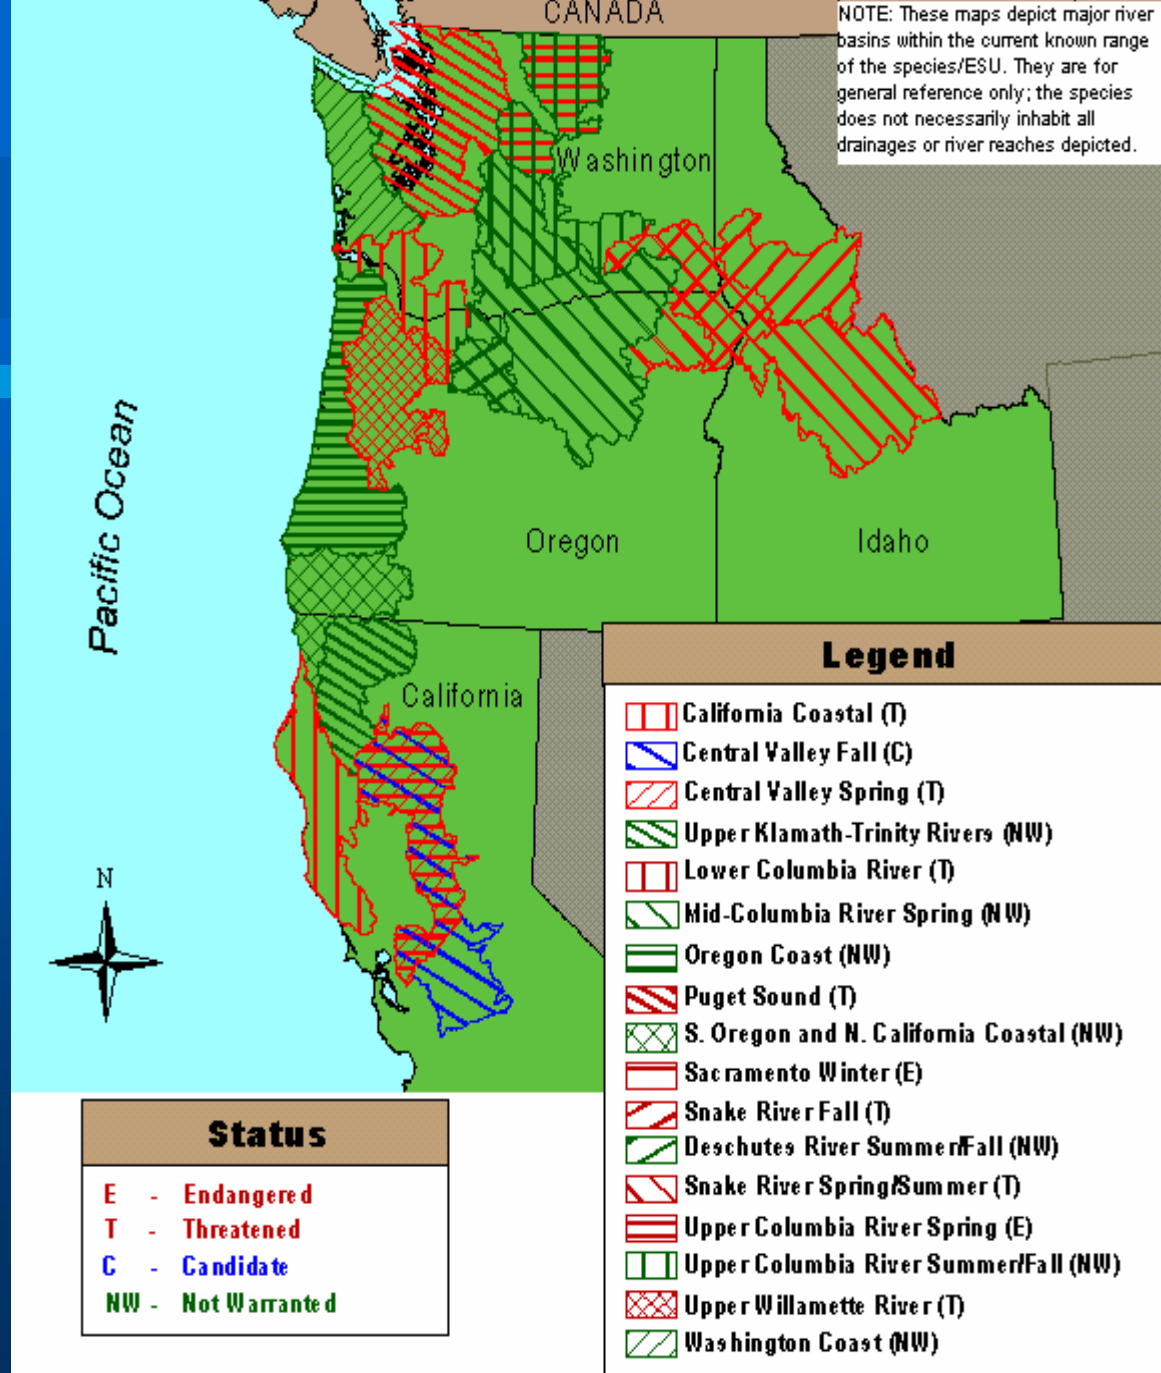 CANADA
NOTE: These maps depict major river
basins within the current known range
of the species/ESU. They are for
general reference only; the species
does not necessarily inhabit all
drainages or river reaches depicted.
Washington
Pacific Ocean
Oregon
Idaho
California
N
Legend
California Coastal (T)
Central Valley Fall (C)
Central Valley Spring (T)
Upper Klamath-Trinity Rivers (NW)
Lower Columbia River (T)
Mid-Columbia River Spring (NW)
Oregon Coast (NW)
Puget Sound (T)
S. Oregon and N. California Coastal (NW)
Sacramento Winter (E)
Snake River Fall (T)
Deschutes River Summer/Fall (NW)
Snake River Spring/Summer (T)
Upper Columbia River Spring (E)
Upper Columbia River Summer/Fall (NW)
Upper Willamette River (T)
Washington Coast (NW)
Status
E - Endangered
T - Threatened
C - Candidate
NW - Not Warranted